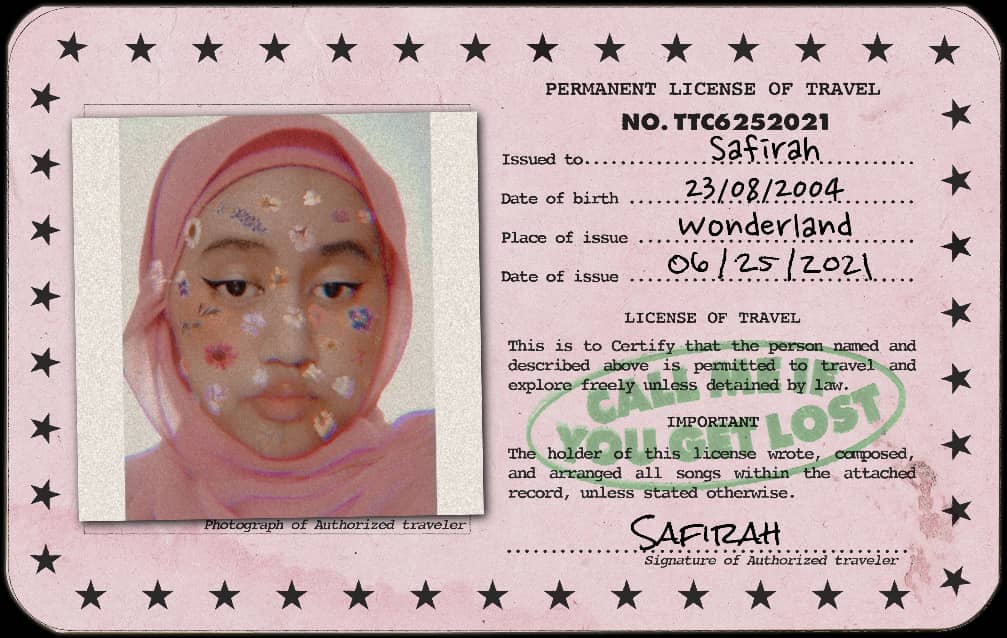 PERMANENT LICENSE OF TRAVEL
NO. TTC6252021
Issued to.......Safirah.......
Date of birth .......23/08/2004.......
Place of issue .......wonderland.......
Date of issue .......06/25/2021.......
LICENSE OF TRAVEL
This is to Certify that the person named and
described above is permitted to travel and
explore freely unless detained by law.
CALL ME IF
YOU GET LOST
IMPORTANT
The holder of this license wrote, composed,
and arranged all songs within the attached
record, unless stated otherwise.
SAFIRAH
Photograph of Authorized traveler
Signature of Authorized traveler